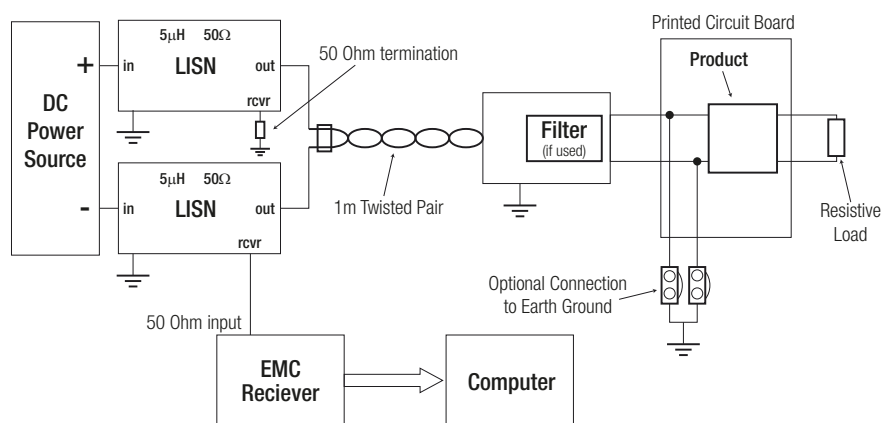 Printed Circuit Board
5μH 50Ω
LISN
+
in
out
rcvr
50 Ohm termination
DC
Power
Source
5μH 50Ω
LISN
-
in
out
rcvr
1m Twisted Pair
Filter
(if used)
Product
Resistive
Load
Optional Connection
to Earth Ground
50 Ohm input
EMC
Reciever
Computer